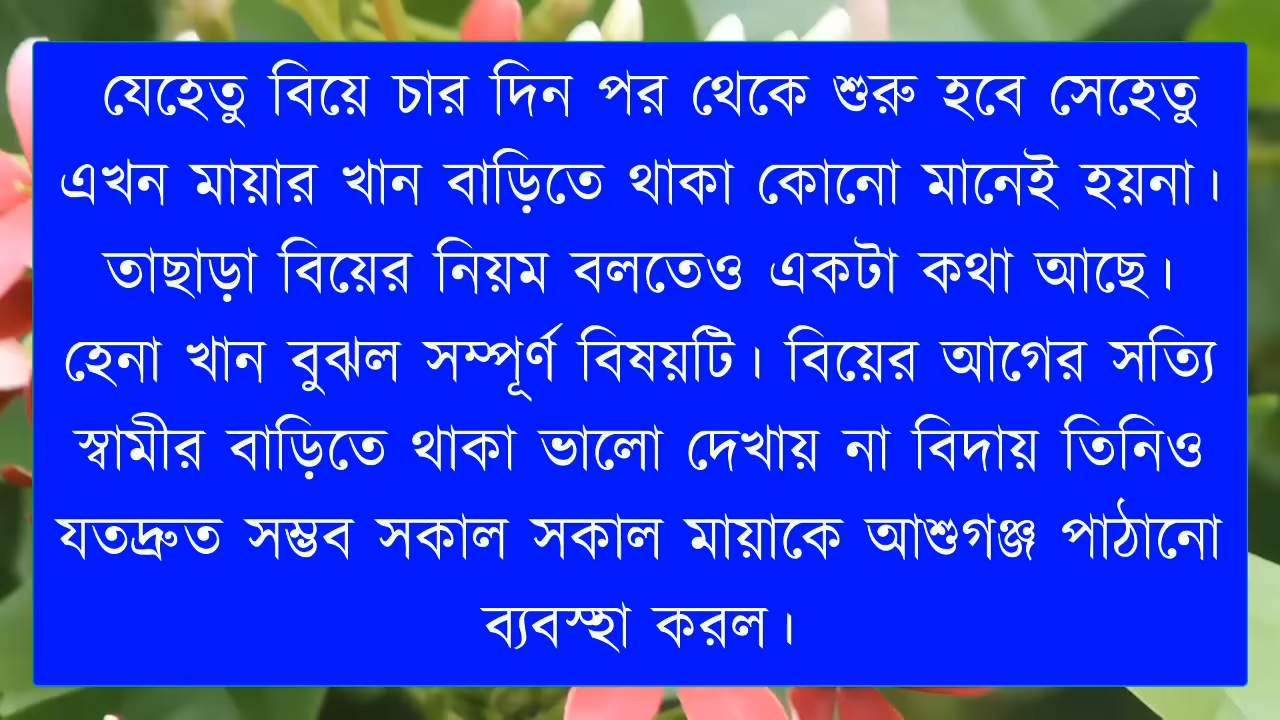 যেহেতু বিয়ে চার দিন পর থেকে শুরু হবে সেহেতু
এখন মায়ার খান বাড়িতে থাকা কোনো মানেই হয়না।
তাছাড়া বিয়ের নিয়ম বলতেও একটা কথা আছে।
হেনা খান বুঝল সম্পূর্ণ বিষয়টি। বিয়ের আগের সত্যি
স্বামীর বাড়িতে থাকা ভালো দেখায় না বিদায় তিনিও
যতদ্রুত সম্ভব সকাল সকাল মায়াকে আশুগঞ্জ পাঠানো
ব্যবস্হা করল।